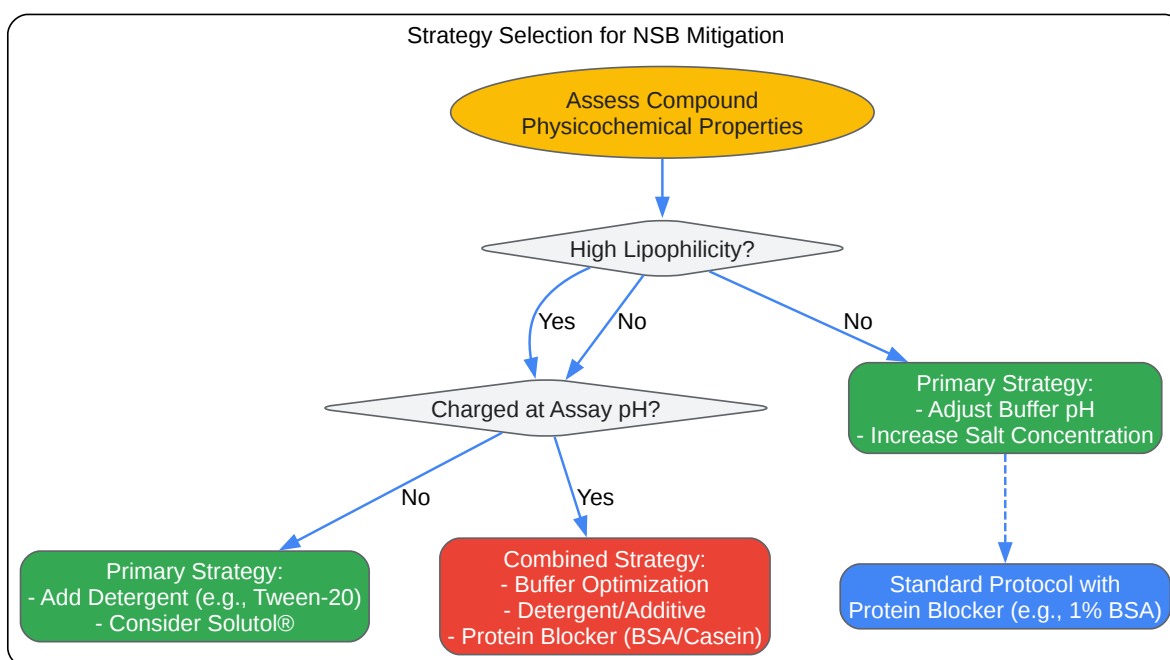 Strategy Selection for NSB Mitigation
Assess Compound
Physicochemical Properties
High Lipophilicity?
Yes
No
No
Charged at Assay pH?
Primary Strategy:
- Adjust Buffer pH
- Increase Salt Concentration
No
Yes
Primary Strategy:
- Add Detergent (e.g., Tween-20)
- Consider Solutol®
Combined Strategy:
- Buffer Optimization
- Detergent/Additive
- Protein Blocker (BSA/Casein)
Standard Protocol with
Protein Blocker (e.g., 1% BSA)